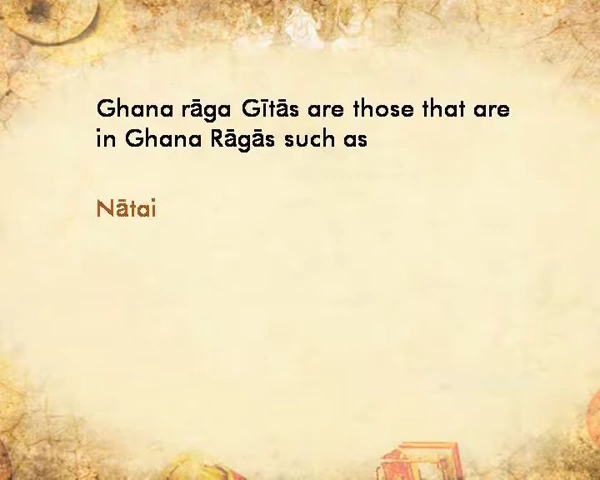 Ghana rāga Gītās are those that are
in Ghana Rāgās such as
Nātai